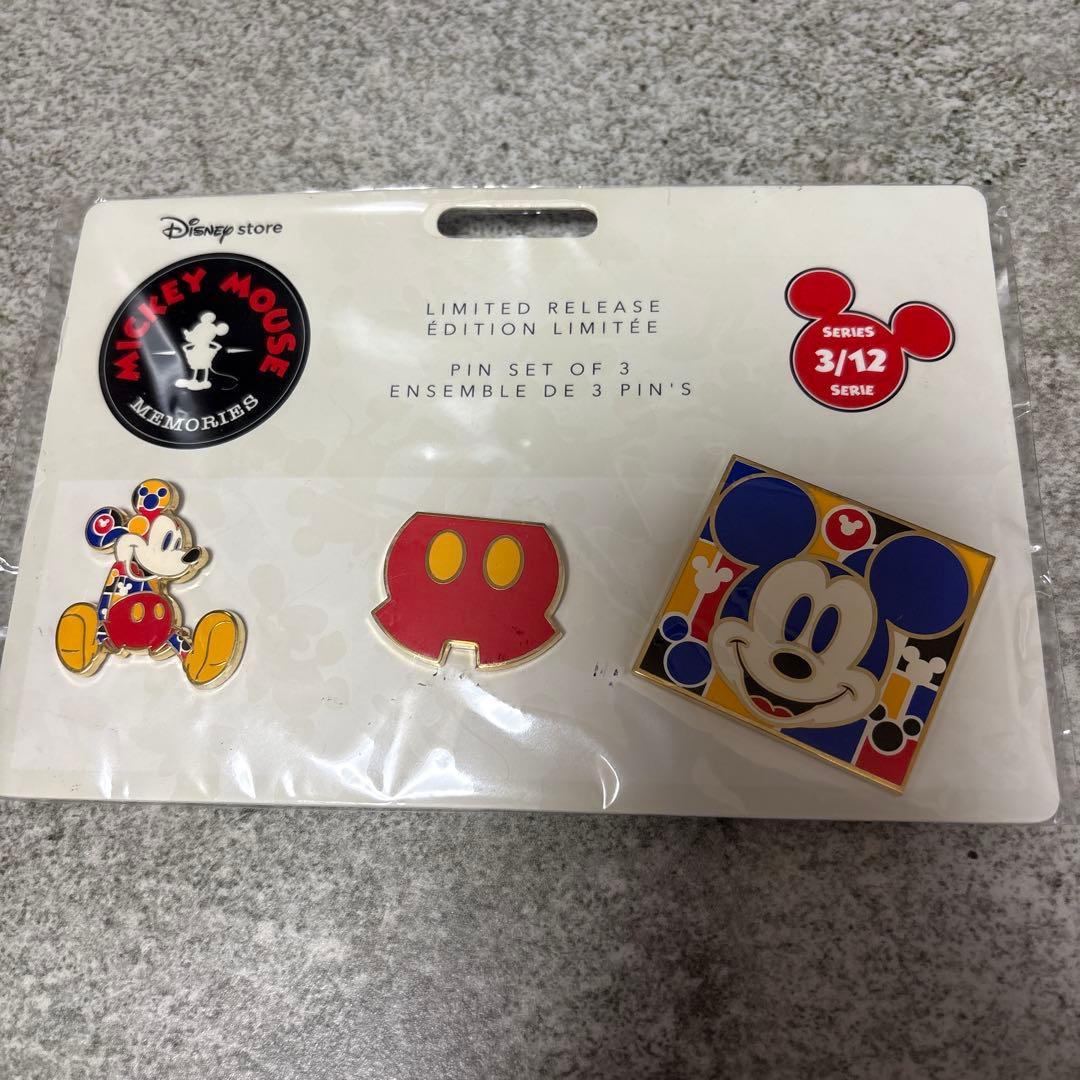 Disney store
MICKEY MOUSE
MEMORIES
LIMITED RELEASE
ÉDITION LIMITÉE
PIN SET OF 3
ENSEMBLE DE 3 PIN'S
SERIES
3/12
SERIE